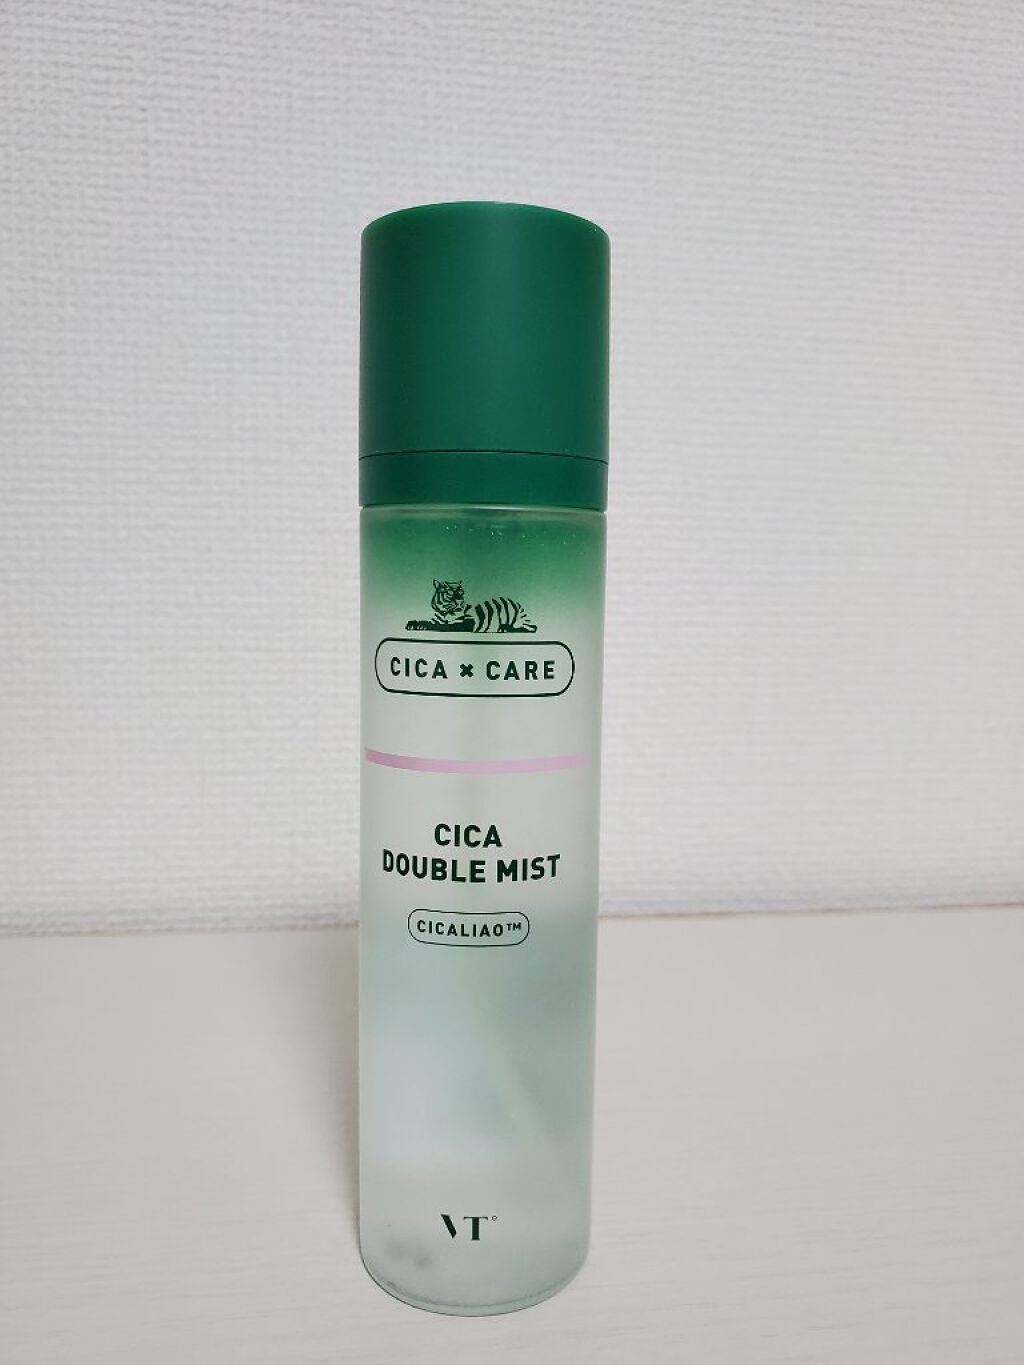 CICA × CARE
CICA
DOUBLE MIST
CICALIAO™
VT°